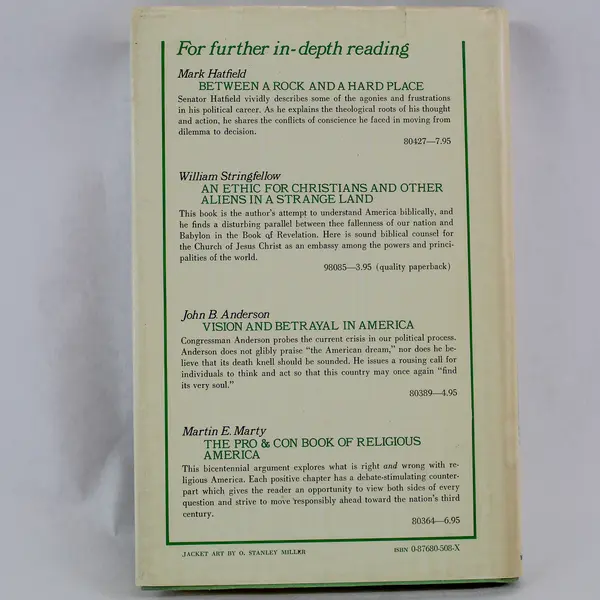 For further in-depth reading
Mark Hatfield
BETWEEN A ROCK AND A HARD PLACE
Senator Hatfield vividly describes some of the agonies and frustrations
in his political career. As he explains the theological roots of his thought
and action, he shares the conflicts of conscience he faced in moving from
dilemma to decision.
80427—7.95
William Stringfellow
AN ETHIC FOR CHRISTIANS AND OTHER
ALIENS IN A STRANGE LAND
This book is the author's attempt to understand America biblically, and
he finds a disturbing parallel between thee fallenness of our nation and
Babylon in the Book of Revelation. Here is sound biblical counsel for
the Church of Jesus Christ as an embassy among the powers and princi-
palities of the world.
98085—3.95 (quality paperback)
John B. Anderson
VISION AND BETRAYAL IN AMERICA
Congressman Anderson probes the current crisis in our political process.
Anderson does not glibly praise "the American dream," nor does he be-
lieve that its death knell should be sounded. He issues a rousing call for
individuals to think and act so that this country may once again "find
its very soul."
80389—4.95
Martin E. Marty
THE PRO & CON BOOK OF RELIGIOUS
AMERICA
This bicentennial argument explores what is right and wrong with re-
ligious America. Each positive chapter has a debate-stimulating counter-
part which gives the reader an opportunity to view both sides of every
question and strive to move responsibly ahead toward the nation's third
century.
80364—6.95
JACKET ART BY O. STANLEY MILLER
ISBN 0-87680-508-X